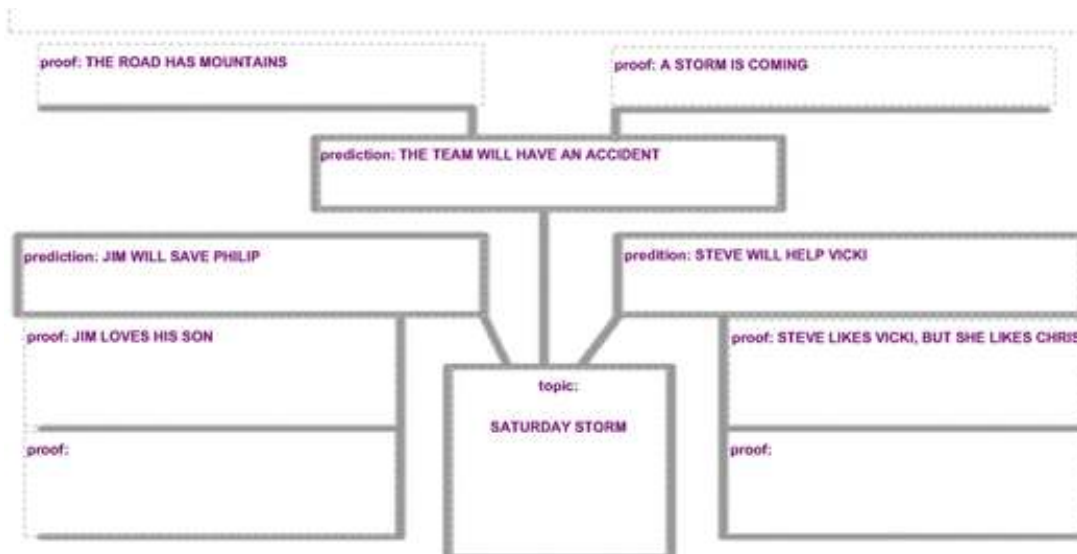 proof: THE ROAD HAS MOUNTAINS
proof: A STORM IS COMING
prediction: THE TEAM WILL HAVE AN ACCIDENT
prediction: JIM WILL SAVE PHILIP
predition: STEVE WILL HELP VICKI
proof: JIM LOVES HIS SON
proof: STEVE LIKES VICKI, BUT SHE LIKES CHRIS
topic:
SATURDAY STORM
proof:
proof: